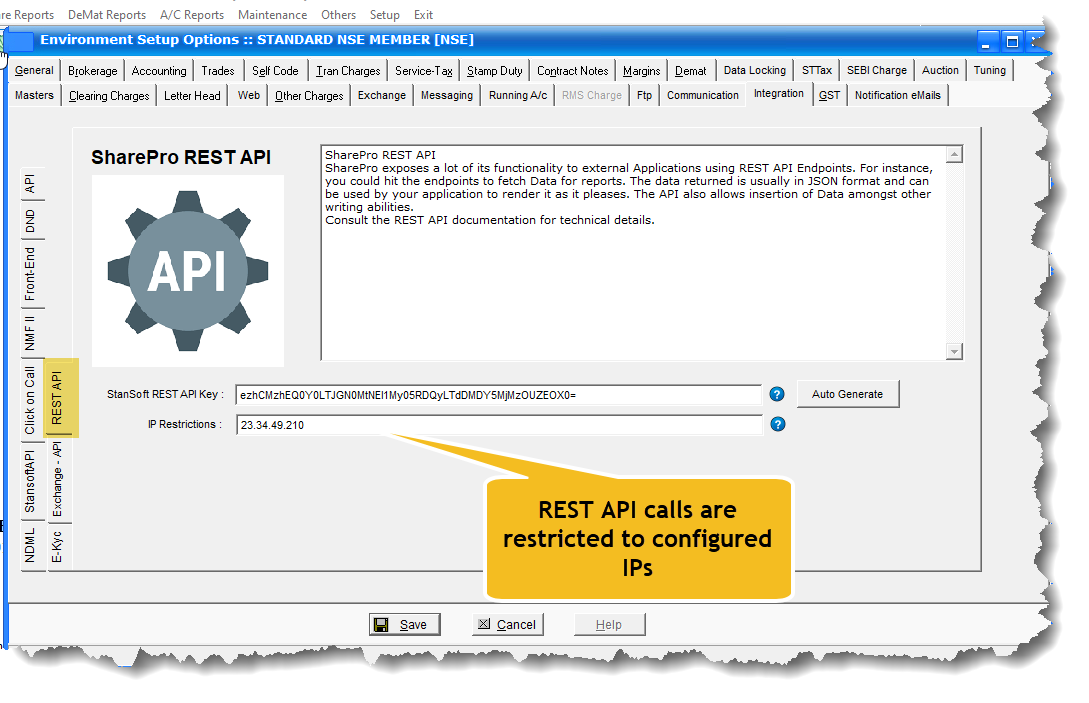 re Reports DeMat Reports A/C Reports Maintenance Others Setup Exit
Environment Setup Options :: STANDARD NSE MEMBER [NSE]
General Brokerage Accounting Trades Self Code Tran Charges Service-Tax Stamp Duty Contract Notes Margins Demat Data Locking STTax SEBI Charge Auction Tuning
Masters Clearing Charges Letter Head Web Other Charges Exchange Messaging Running A/c RMS Charge Ftp Communication Integration GST Notification eMails
API
DND
Front-End
NMF II
Click on Call
StansoftAPI
NDML
REST API
Exchange - API
E-Kyc
SharePro REST API
API
SharePro REST API
SharePro exposes a lot of its functionality to external Applications using REST API Endpoints. For instance,
you could hit the endpoints to fetch Data for reports. The data returned is usually in JSON format and can
be used by your application to render it as it pleases. The API also allows insertion of Data amongst other
writing abilities.
Consult the REST API documentation for technical details.
StanSoft REST API Key : ezhCMzhEQ0Y0LTJGN0MtNEI1My05RDQyLTdDMDY5MjMzOUZEOX0= ? Auto Generate
IP Restrictions : 23.34.49.210 ?
REST API calls are
restricted to configured
IPs
Save Cancel Help